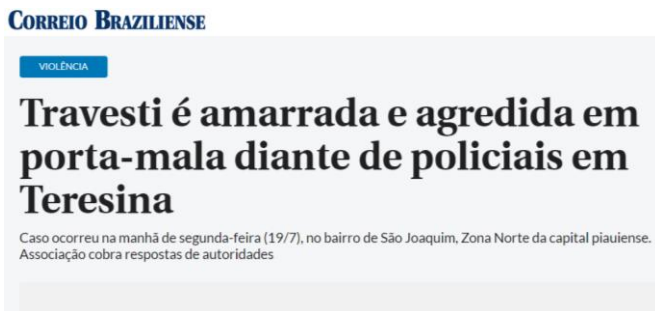 CORREIO BRAZILIENSE
VIOLÊNCIA
Travesti é amarrada e agredida em
porta-mala diante de policiais em
Teresina
Caso ocorreu na manhã de segunda-feira (19/7), no bairro de São Joaquim, Zona Norte da capital piauiense.
Associação cobra respostas de autoridades